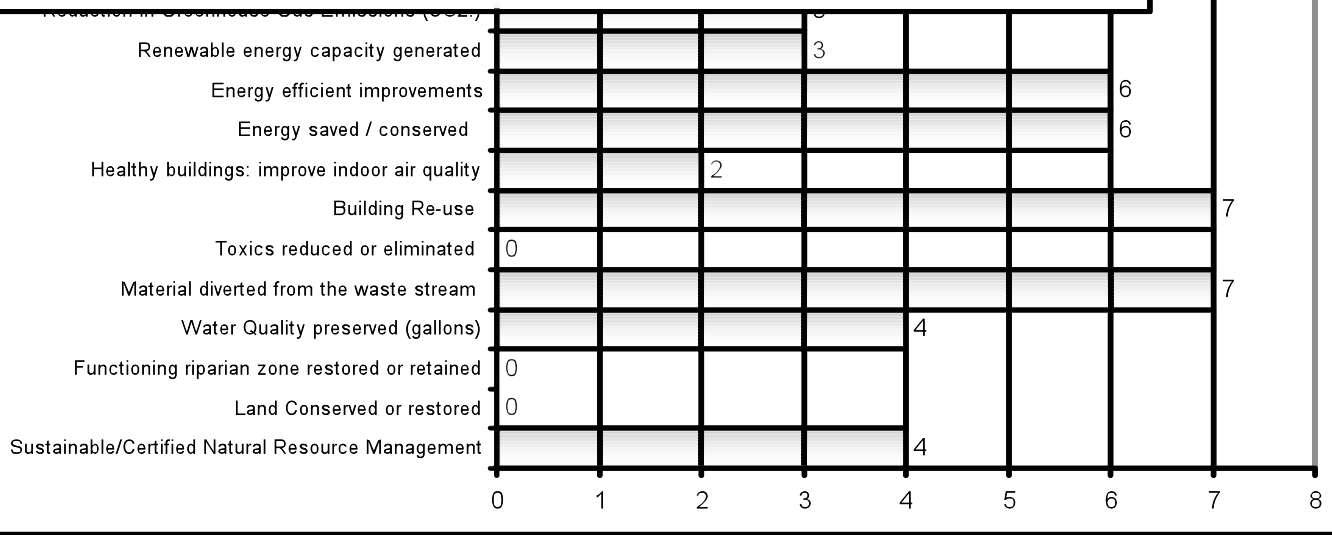 Renewable energy capacity generated 3
Energy efficient improvements 6
Energy saved / conserved 6
Healthy buildings: improve indoor air quality 2
Building Re-use 7
Toxics reduced or eliminated 0
Material diverted from the waste stream 7
Water Quality preserved (gallons) 4
Functioning riparian zone restored or retained 0
Land Conserved or restored 0
Sustainable/Certified Natural Resource Management 4
0 1 2 3 4 5 6 7 8